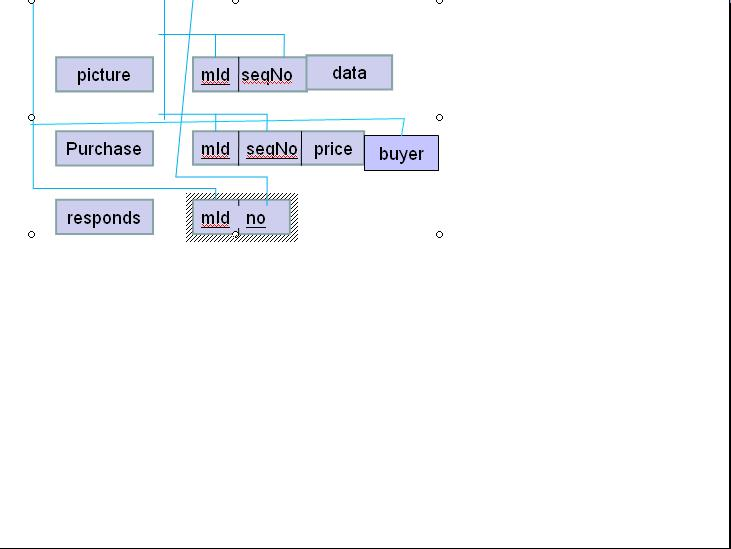 picture mId seqNo data
Purchase mId seqNo price buyer
responds mId no